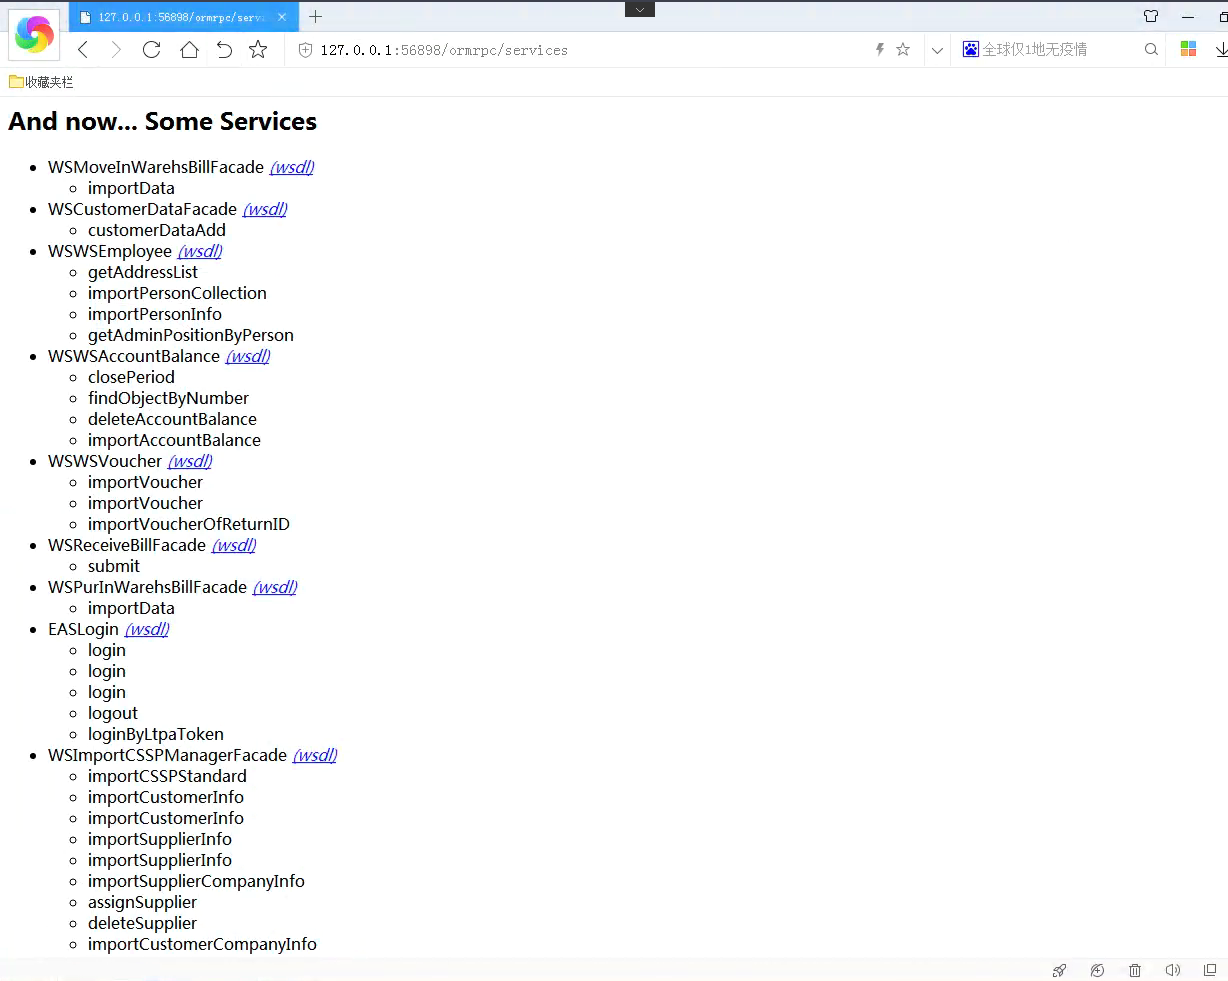 127.0.0.1:56898/ormrpc/serv
127.0.0.1:56898/ormrpc/services
全球仅1地无疫情
收藏夹栏
And now... Some Services
WSMoveInWarehsBillFacade (wsdl)
importData
WSCustomerDataFacade (wsdl)
customerDataAdd
WSWSEmployee (wsdl)
getAddressList
importPersonCollection
importPersonInfo
getAdminPositionByPerson
WSWSAccountBalance (wsdl)
closePeriod
findObjectByNumber
deleteAccountBalance
importAccountBalance
WSWSVoucher (wsdl)
importVoucher
importVoucher
importVoucherOfReturnID
WSReceiveBillFacade (wsdl)
submit
WSPurInWarehsBillFacade (wsdl)
importData
EASLogin (wsdl)
login
login
login
logout
loginByLtpaToken
WSImportCSSPManagerFacade (wsdl)
importCSSPStandard
importCustomerInfo
importCustomerInfo
importSupplierInfo
importSupplierInfo
importSupplierCompanyInfo
assignSupplier
deleteSupplier
importCustomerCompanyInfo